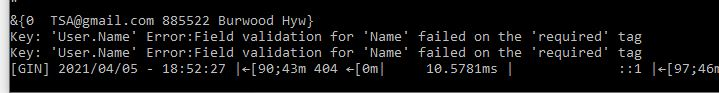 &{0  TSA@gmail.com 885522 Burwood Hyw}
Key: 'User.Name' Error:Field validation for 'Name' failed on the 'required' tag
Key: 'User.Name' Error:Field validation for 'Name' failed on the 'required' tag
[GIN] 2021/04/05 - 18:52:27 |←[90;43m 404 ←[0m|     10.5781ms |             ::1 |←[97;46m